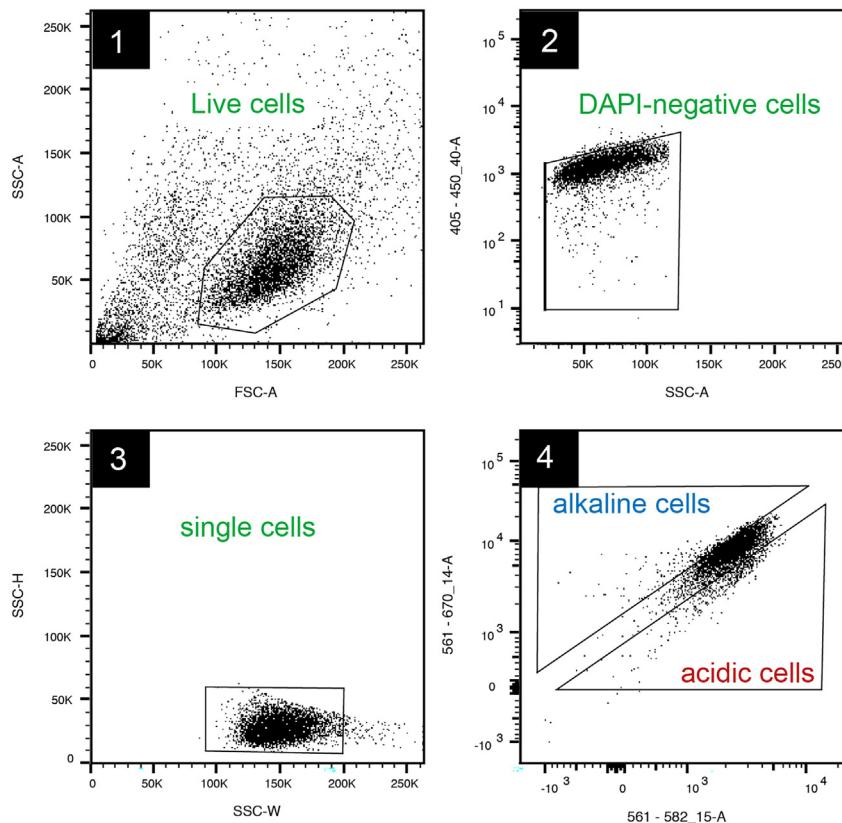 1
Live cells
250K
200K
150K
100K
50K
SSC-A
0
50K
100K
150K
200K
250K
FSC-A
2
DAPI-negative cells
10 5
10 4
10 3
10 2
10 1
405 - 450_40-A
50K
100K
150K
200K
250K
SSC-A
3
single cells
250K
200K
150K
100K
50K
0
SSC-H
0
50K
100K
150K
200K
250K
SSC-W
4
alkaline cells
acidic cells
10 5
10 4
10 3
0
-10 3
561 - 670_14-A
-10 3
0
10 3
10 4
561 - 582_15-A